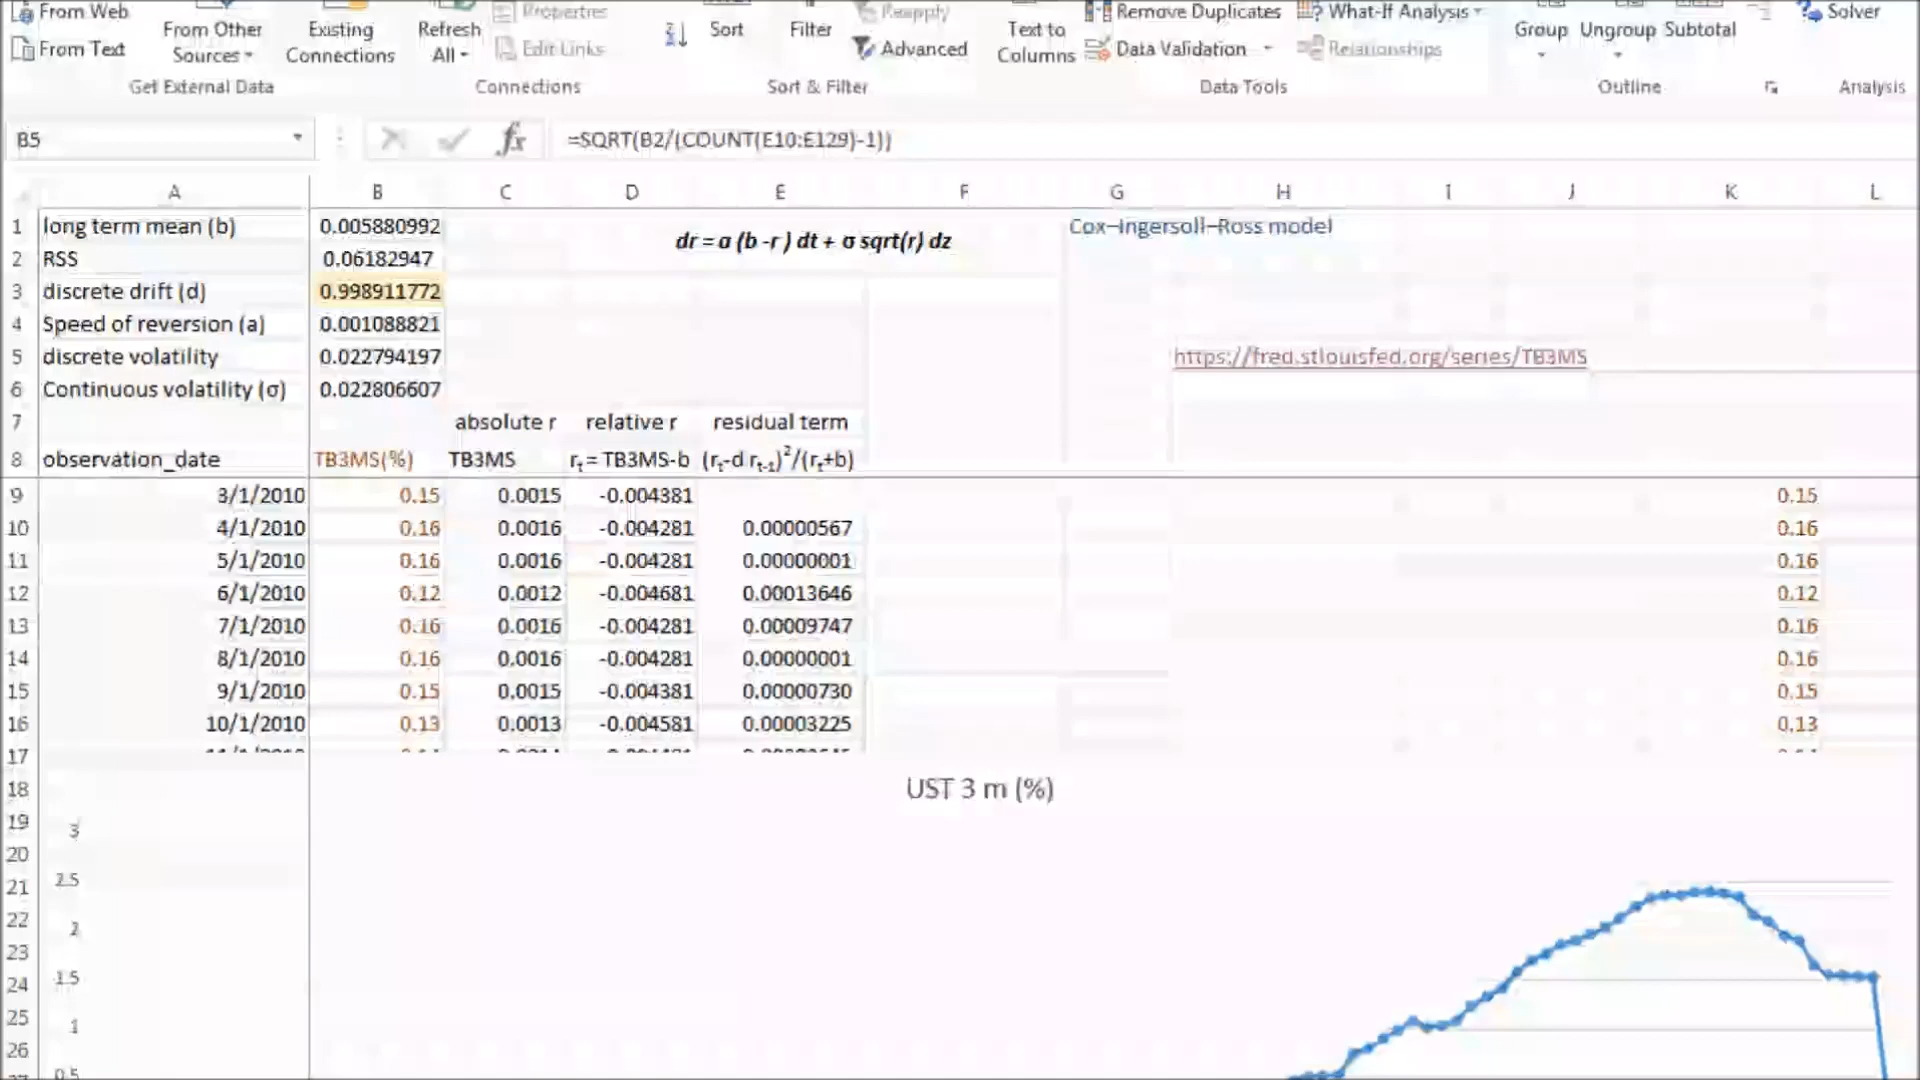 From Web
From Text
From Other Sources
Existing Connections
Refresh All
Properties
Edit Links
Sort
Filter
Reapply
Advanced
Text to Columns
Remove Duplicates
Data Validation
What-If Analysis
Relationships
Group
Ungroup
Subtotal
Solver
Get External Data
Connections
Sort & Filter
Data Tools
Outline
Analysis
B5
fx
=SQRT(B2/(COUNT(E10:E129)-1))
A B C D E F G H I J K L
1 long term mean (b) 0.005880992 dr = a (b -r ) dt + σ sqrt(r) dz Cox–Ingersoll–Ross model
2 RSS 0.06182947
3 discrete drift (d) 0.998911772
4 Speed of reversion (a) 0.001088821
5 discrete volatility 0.022794197 https://fred.stlouisfed.org/series/TB3MS
6 Continuous volatility (σ) 0.022806607
7 absolute r relative r residual term
8 observation_date TB3MS(%) TB3MS rt = TB3MS-b (rt-d rt-1)²/(rt+b)
9 3/1/2010 0.15 0.0015 -0.004381 0.15
10 4/1/2010 0.16 0.0016 -0.004281 0.00000567 0.16
11 5/1/2010 0.16 0.0016 -0.004281 0.00000001 0.16
12 6/1/2010 0.12 0.0012 -0.004681 0.00013646 0.12
13 7/1/2010 0.16 0.0016 -0.004281 0.00009747 0.16
14 8/1/2010 0.16 0.0016 -0.004281 0.00000001 0.16
15 9/1/2010 0.15 0.0015 -0.004381 0.00000730 0.15
16 10/1/2010 0.13 0.0013 -0.004581 0.00003225 0.13
17
18 UST 3 m (%)
19 3
20
21 2.5
22 2
23
24 1.5
25 1
26
0.5